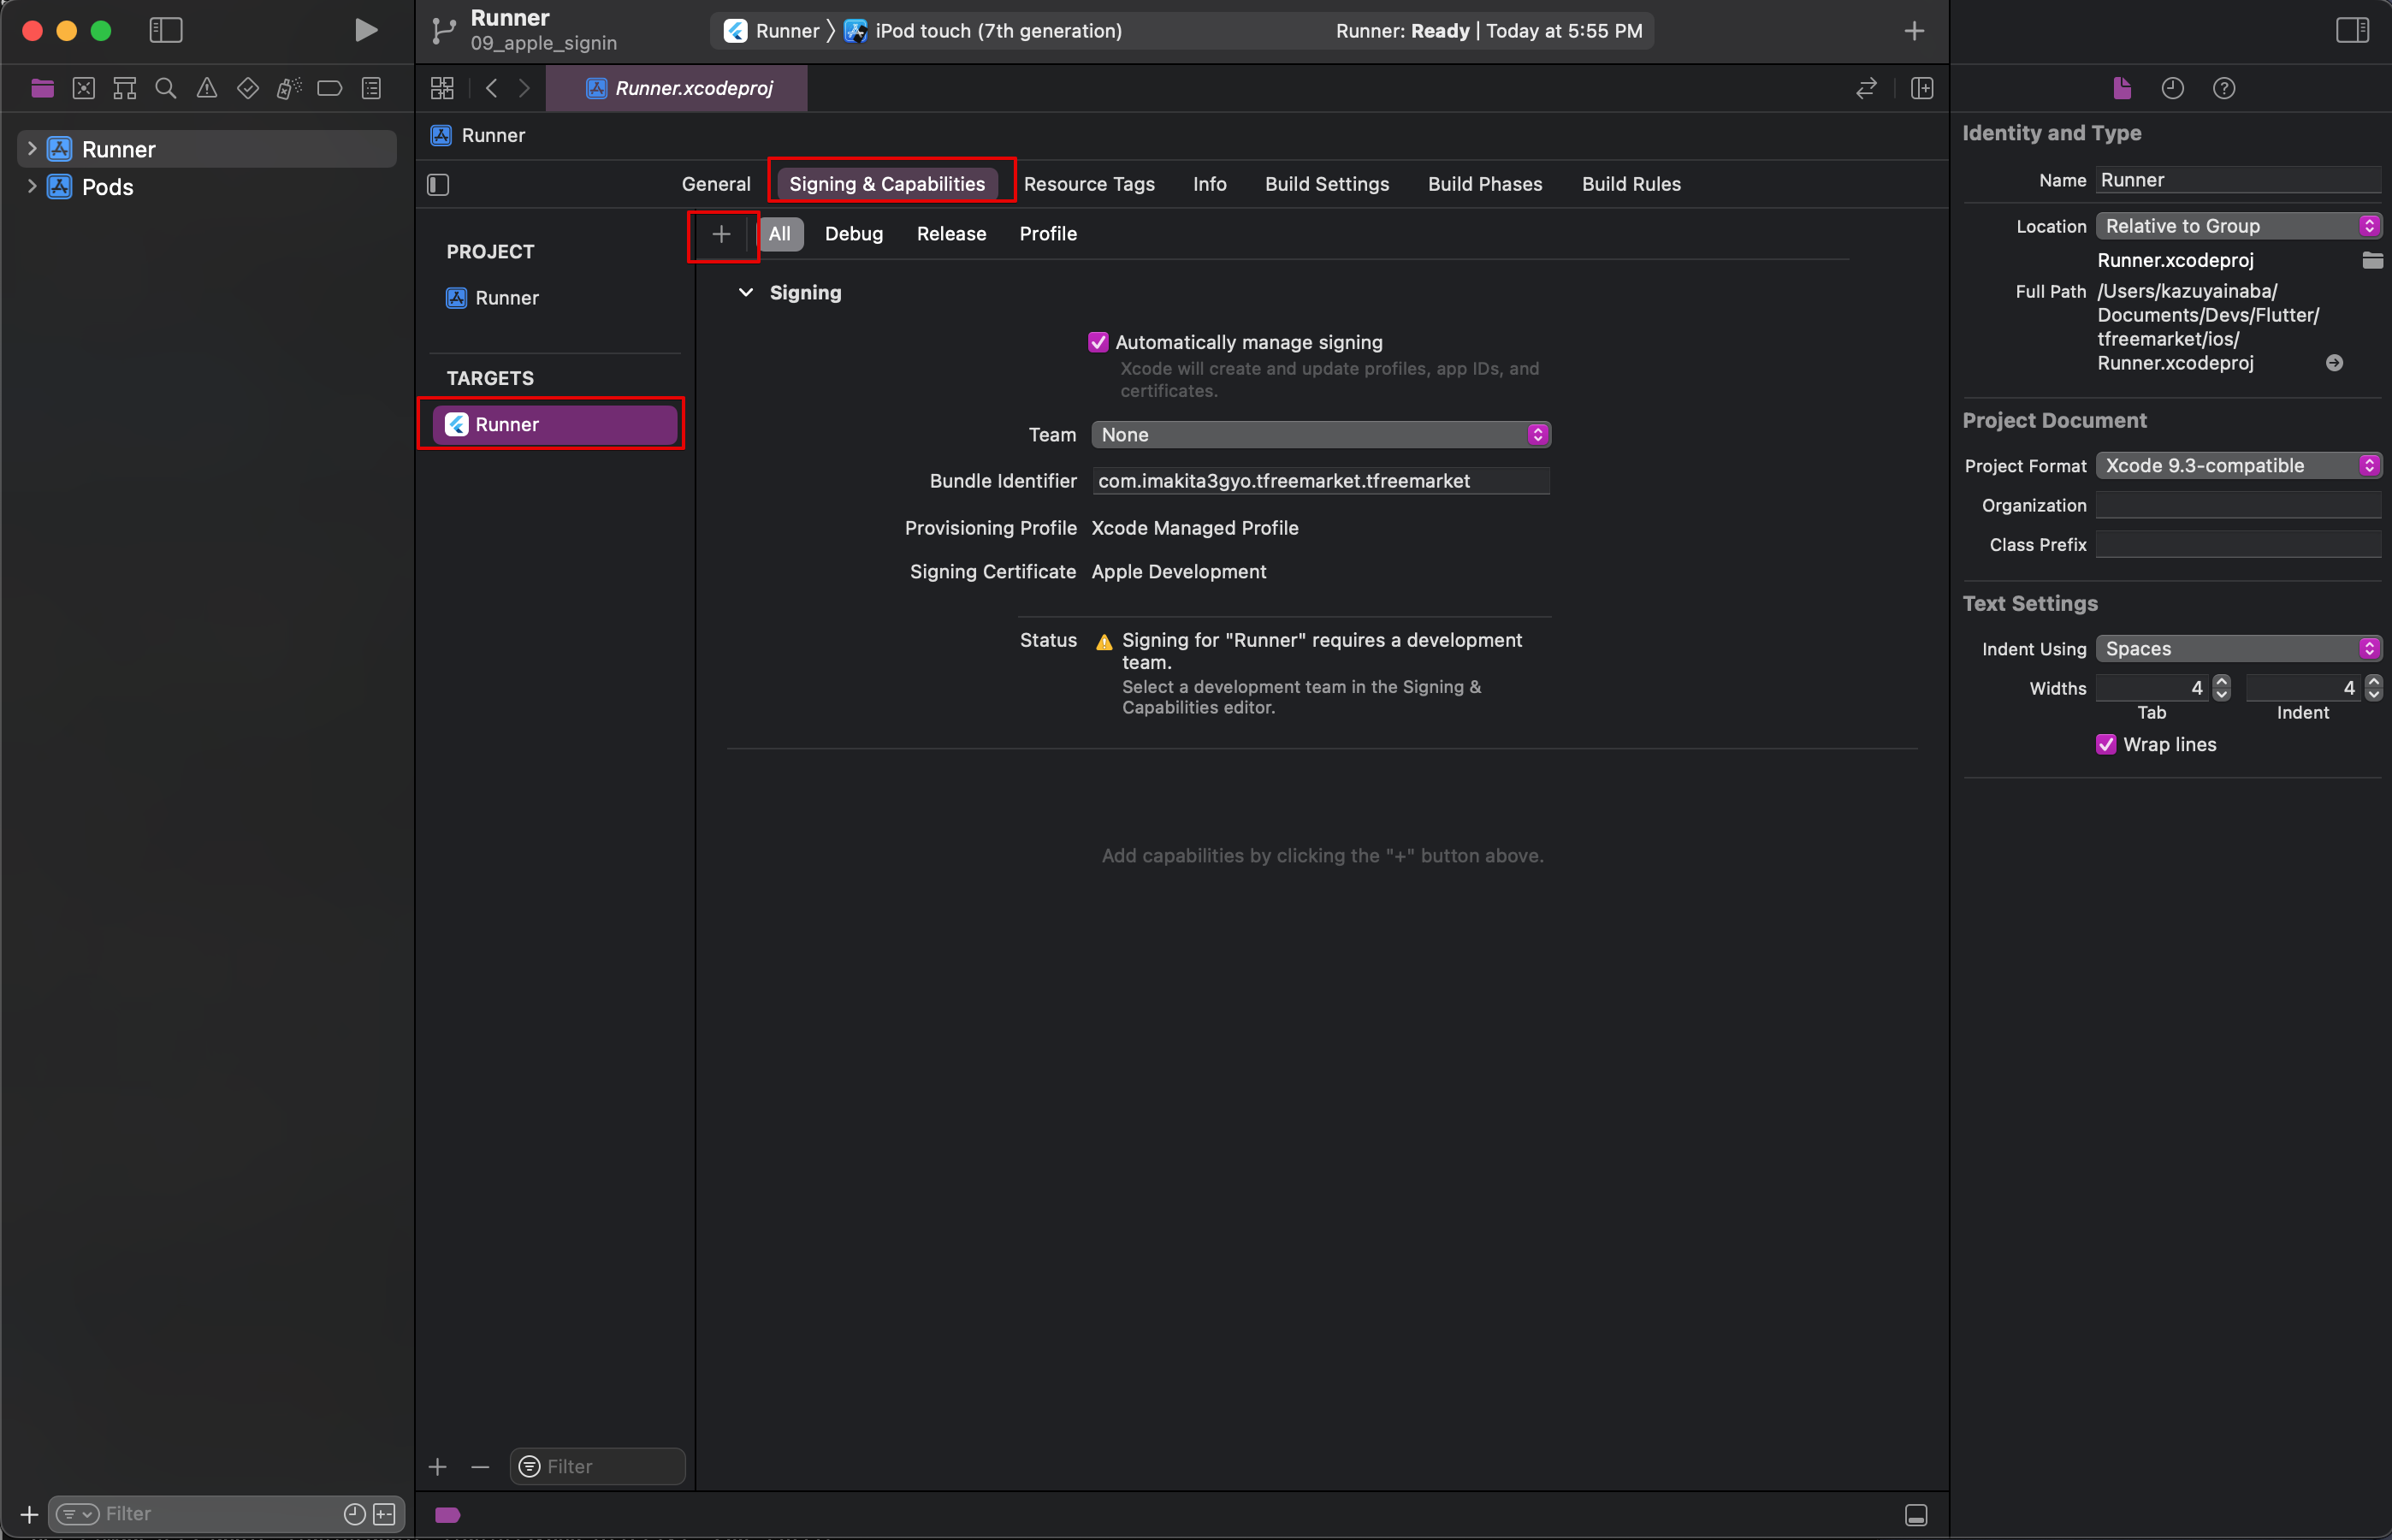 Runner
09_apple_signin
Runner
iPod touch (7th generation)
Runner: Ready | Today at 5:55 PM
Runner.xcodeproj
Runner
Pods
Runner
General
Signing & Capabilities
Resource Tags
Info
Build Settings
Build Phases
Build Rules
PROJECT
Runner
TARGETS
Runner
Filter
All
Debug
Release
Profile
Signing
Automatically manage signing
Xcode will create and update profiles, app IDs, and
certificates.
Team
None
Bundle Identifier
com.imakita3gyo.tfreemarket.tfreemarket
Provisioning Profile
Xcode Managed Profile
Signing Certificate
Apple Development
Status
Signing for "Runner" requires a development
team.
Select a development team in the Signing &
Capabilities editor.
Add capabilities by clicking the "+" button above.
Identity and Type
Name
Runner
Location
Relative to Group
Runner.xcodeproj
Full Path
/Users/kazuyainaba/
Documents/Devs/Flutter/
tfreemarket/ios/
Runner.xcodeproj
Project Document
Project Format
Xcode 9.3-compatible
Organization
Class Prefix
Text Settings
Indent Using
Spaces
Widths
4
4
Tab
Indent
Wrap lines
Filter